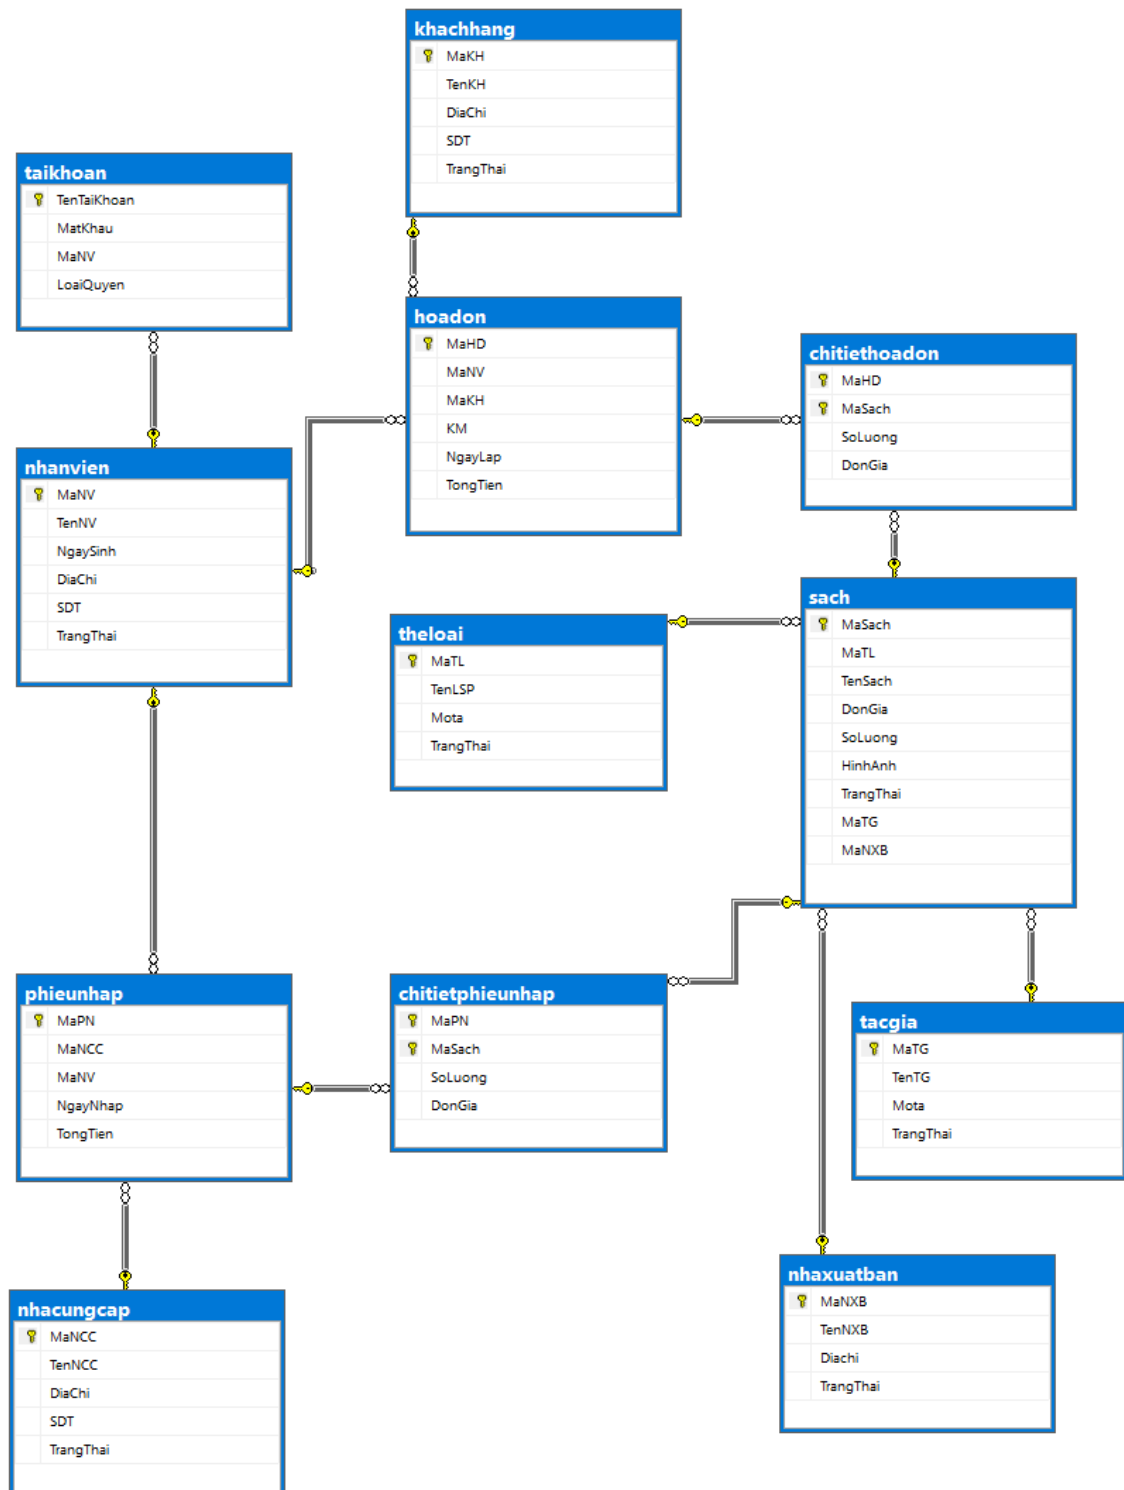 khachhang
MaKH
TenKH
DiaChi
SDT
TrangThai
taikhoan
TenTaiKhoan
MatKhau
MaNV
LoaiQuyen
hoadon
MaHD
MaNV
MaKH
KM
NgayLap
TongTien
chitiethoadon
MaHD
MaSach
SoLuong
DonGia
nhanvien
MaNV
TenNV
NgaySinh
DiaChi
SDT
TrangThai
theloai
MaTL
TenLSP
Mota
TrangThai
sach
MaSach
MaTL
TenSach
DonGia
SoLuong
HinhAnh
TrangThai
MaTG
MaNXB
phieunhap
MaPN
MaNCC
MaNV
NgayNhap
TongTien
chitietphieunhap
MaPN
MaSach
SoLuong
DonGia
tacgia
MaTG
TenTG
Mota
TrangThai
nhacungcap
MaNCC
TenNCC
DiaChi
SDT
TrangThai
nhaxuatban
MaNXB
TenNXB
Diachi
TrangThai